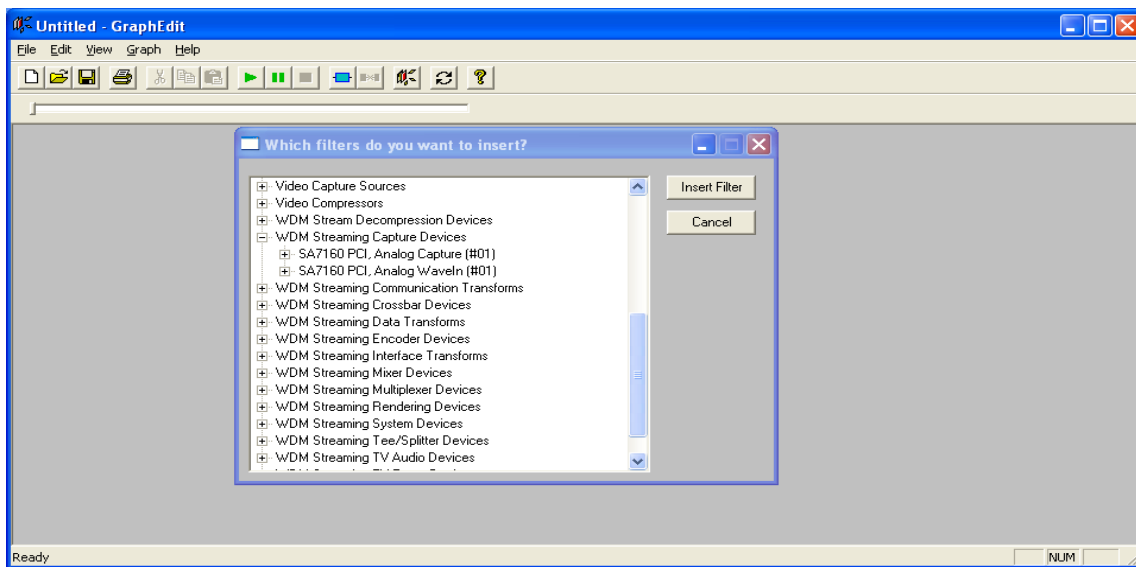 Untitled - GraphEdit
File Edit View Graph Help
Which filters do you want to insert?
Video Capture Sources
Insert Filter
Video Compressors
WDM Stream Decompression Devices
Cancel
WDM Streaming Capture Devices
SA7160 PCI, Analog Capture (#01)
SA7160 PCI, Analog WaveIn (#01)
WDM Streaming Communication Transforms
WDM Streaming Crossbar Devices
WDM Streaming Data Transforms
WDM Streaming Encoder Devices
WDM Streaming Interface Transforms
WDM Streaming Mixer Devices
WDM Streaming Multiplexer Devices
WDM Streaming Rendering Devices
WDM Streaming System Devices
WDM Streaming Tee/Splitter Devices
WDM Streaming TV Audio Devices
Ready
NUM